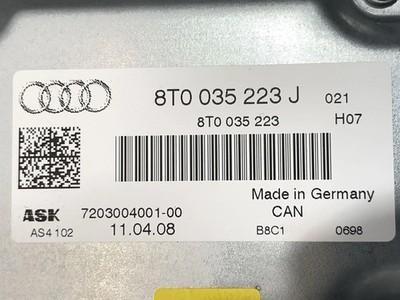 8T0 035 223 J 021
8T0 035 223 H07
Made in Germany
ASK 7203004001-00 CAN
AS4 102 11.04.08 B8C1 0698